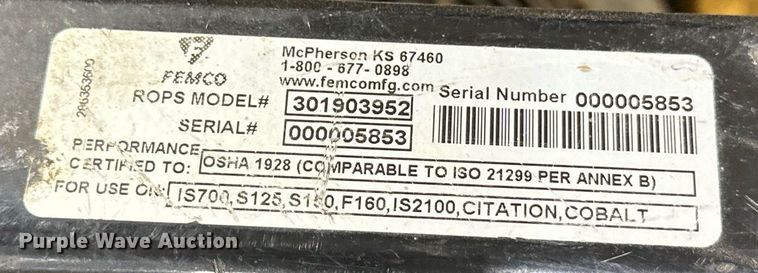 FEMCO
McPherson KS 67460
1-800-677-0898
www.femcomfg.com
ROPS MODEL# 301903952
SERIAL# 000005853
Serial Number 000005853
PERFORMANCE
CERTIFIED TO: OSHA 1928 (COMPARABLE TO ISO 21299 PER ANNEX B)
FOR USE ON: IS700,S125,S150,F160,IS2100,CITATION,COBALT
Purple Wave Auction